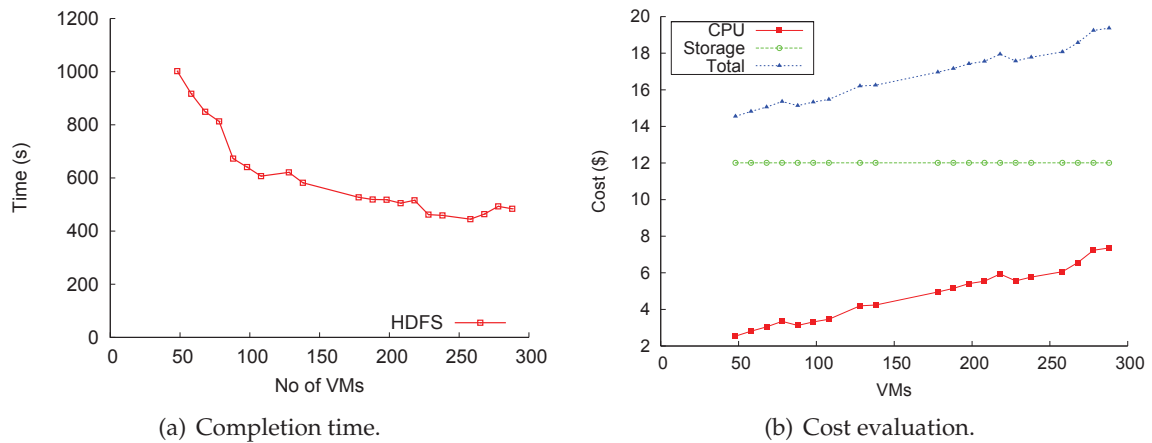 1200
1000
800
600
400
200
0
Time (s)
HDFS
0 50 100 150 200 250 300
No of VMs
(a) Completion time.
20
18
16
14
12
10
8
6
4
2
Cost ($)
CPU
Storage
Total
0 50 100 150 200 250 300
VMs
(b) Cost evaluation.